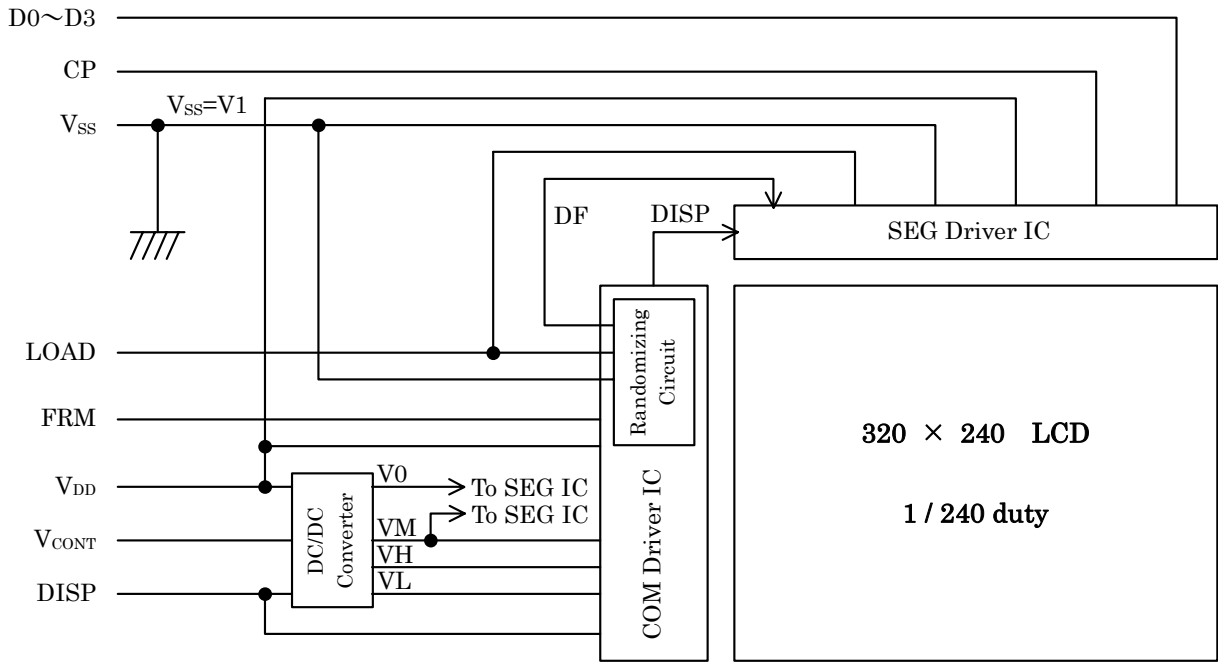 D0～D3
CP
VSS=V1
VSS
DF
DISP
SEG Driver IC
LOAD
Randomizing
Circuit
FRM
320 × 240 LCD
VDD
V0
To SEG IC
To SEG IC
1 / 240 duty
VCONT
DC/DC
Converter
VM
VH
VL
COM Driver IC
DISP